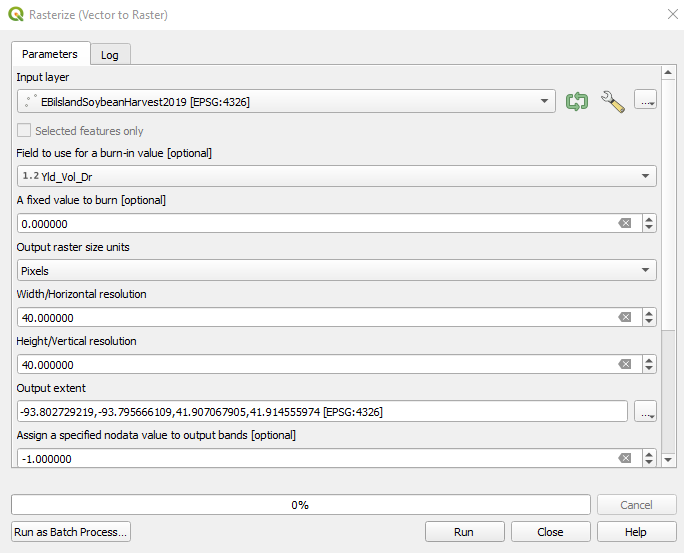 Rasterize (Vector to Raster)
Parameters
Log
Input layer
EBiIslandSoybeanHarvest2019 [EPSG:4326]
...
Selected features only
Field to use for a burn-in value [optional]
1.2 Yld_Vol_Dr
A fixed value to burn [optional]
0.000000
Output raster size units
Pixels
Width/Horizontal resolution
40.000000
Height/Vertical resolution
40.000000
Output extent
-93.802729219,-93.795666109,41.907067905,41.914555974 [EPSG:4326]
...
Assign a specified nodata value to output bands [optional]
-1.000000
0%
Cancel
Run as Batch Process...
Run
Close
Help